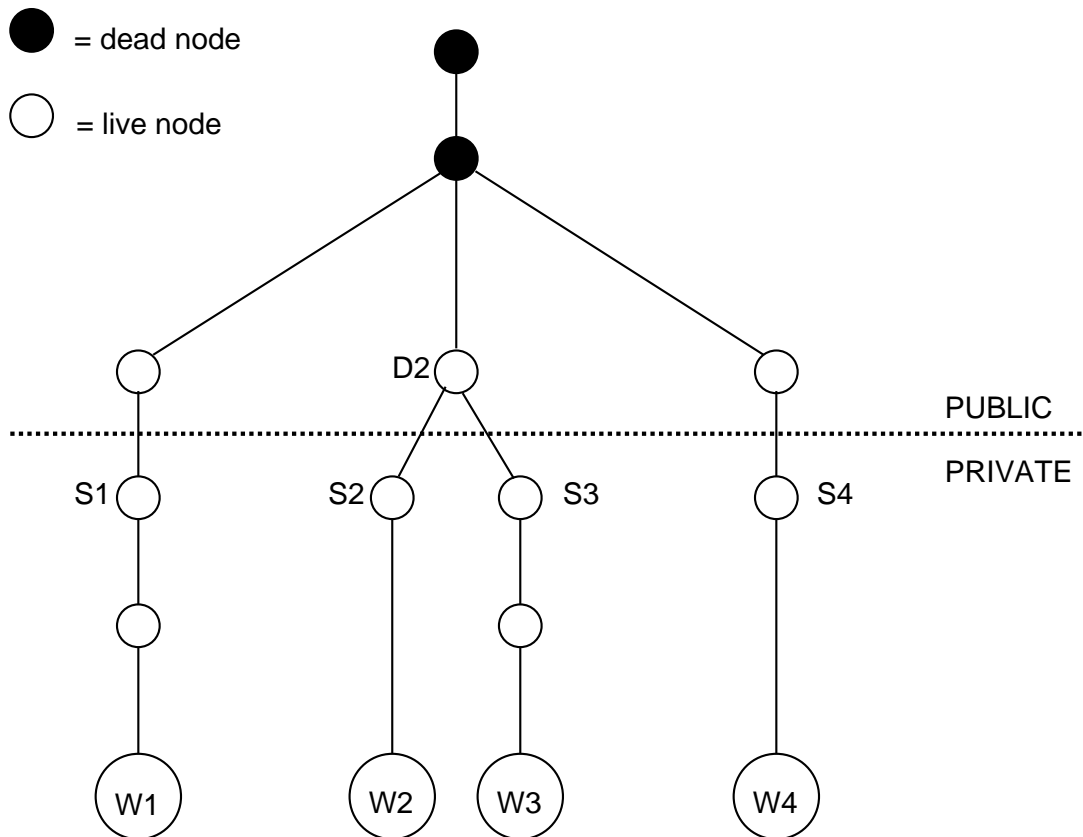 = dead node
= live node
D2
PUBLIC
PRIVATE
S1
S2
S3
S4
W1
W2
W3
W4